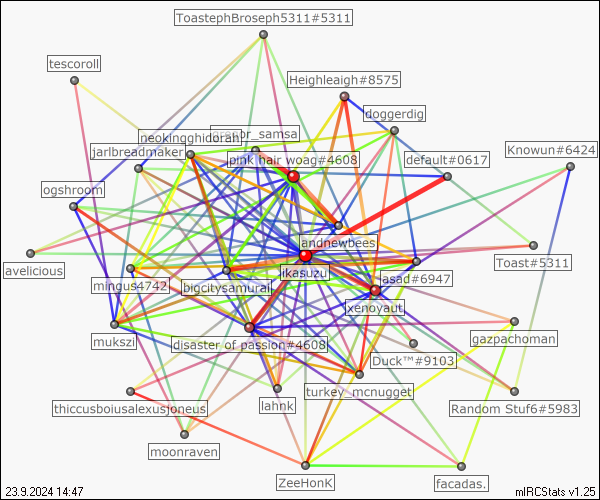 ToastephBroseph5311#5311
tescoroll
Heighleaigh#8575
doggerdig
neokingghidorah
gregor_samsa
jarlbreadmaker
pink hair woag#4608
default#0617
Knowun#6424
ogshroom
landnewbees
Toast#5311
avelicious
mingus4742
bigcitysamurai
ikasuzu
asad#6947
xenoyaut
mukszi
disaster of passion#4608
gazpachoman
Duck™#9103
turkey_mcnugget
thiccusboiusalexusjoneus
lahnk
Random Stuf6#5983
moonraven
ZeeHonK
facadas.
23.9.2024 14:47
mIRCStats v1.25